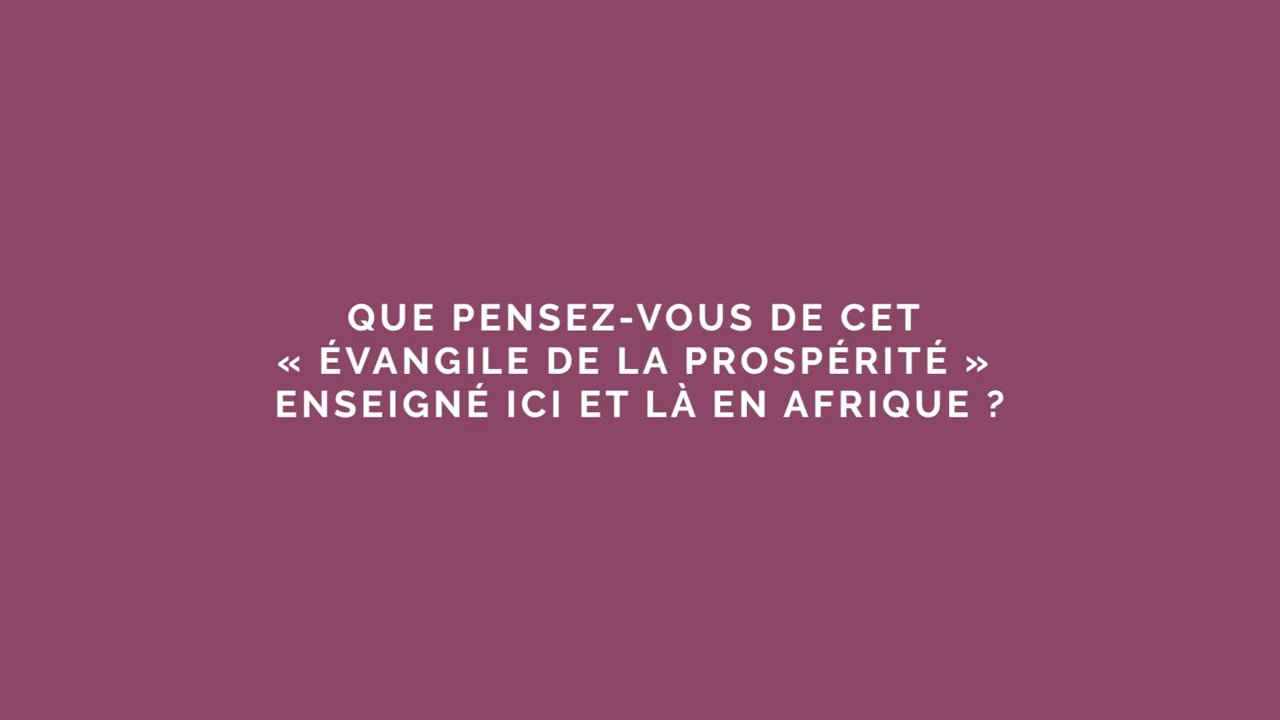 QUE PENSEZ-VOUS DE CET
« ÉVANGILE DE LA PROSPÉRITÉ »
ENSEIGNÉ ICI ET LÀ EN AFRIQUE ?